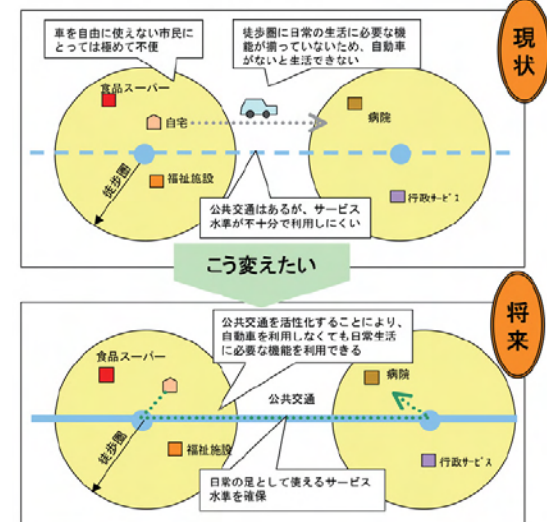 車を自由に使えない市民に
とっては極めて不便
徒歩圏に日常の生活に必要な機
能が揃っていないため、自動車
がないと生活できない
現状
食品スーパー
自宅
病院
徒歩圏
福祉施設
行政ｻｰﾋﾞｽ
公共交通はあるが、サービス
水準が不十分で利用しにくい
こう変えたい
将来
公共交通を活性化することにより、
自動車を利用しなくても日常生活
に必要な機能を利用できる
食品スーパー
病院
公共交通
徒歩圏
福祉施設
行政ｻｰﾋﾞｽ
日常の足として使えるサービス
水準を確保